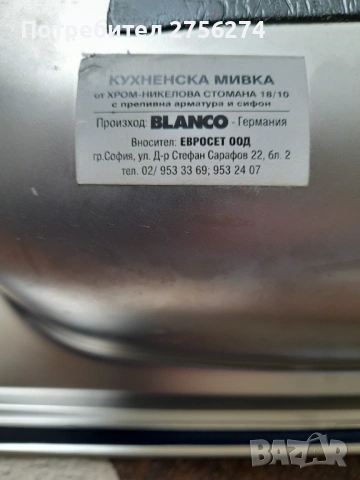 Потребител 2756274
КУХНЕНСКА МИВКА
от ХРОМ-НИКЕЛОВА СТОМАНА 18/10
с преливна арматура и сифон
Произход: BLANCO - Германия
Вносител: ЕВРОСЕТ ООД
гр.София, ул. Д-р Стефан Сарафов 22, бл. 2
тел. 02/ 953 33 69; 953 24 07
BAZAR